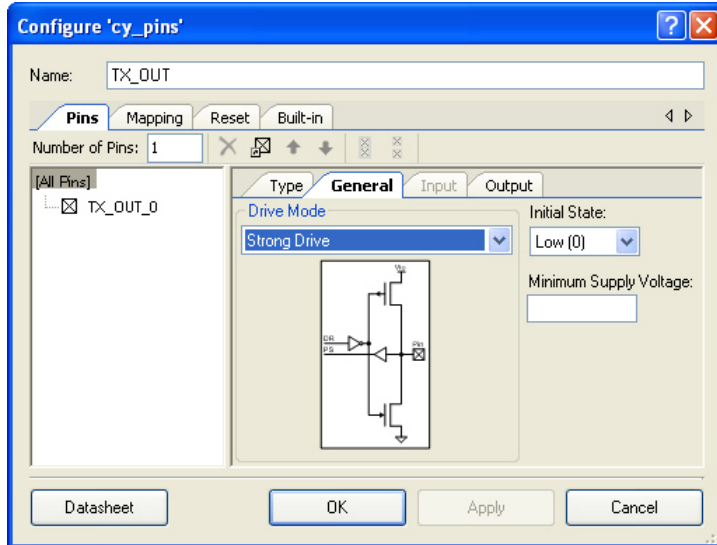 Configure 'cy_pins'
Name: TX_OUT
Pins Mapping Reset Built-in
Number of Pins: 1
[All Pins]
TX_OUT_0
Type General Input Output
Drive Mode
Strong Drive
Initial State:
Low (0)
Minimum Supply Voltage:
Vio
DR
PS
Pin
Datasheet OK Apply Cancel